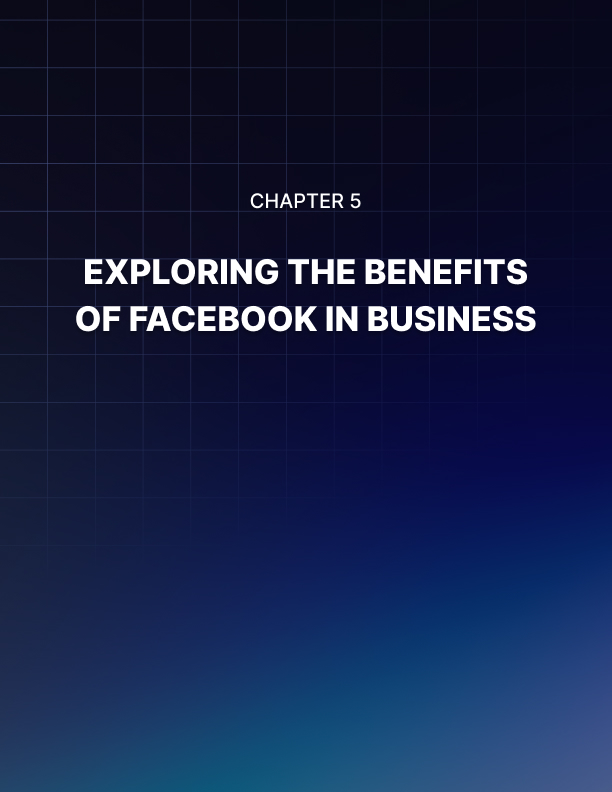 CHAPTER 5
EXPLORING THE BENEFITS
OF FACEBOOK IN BUSINESS